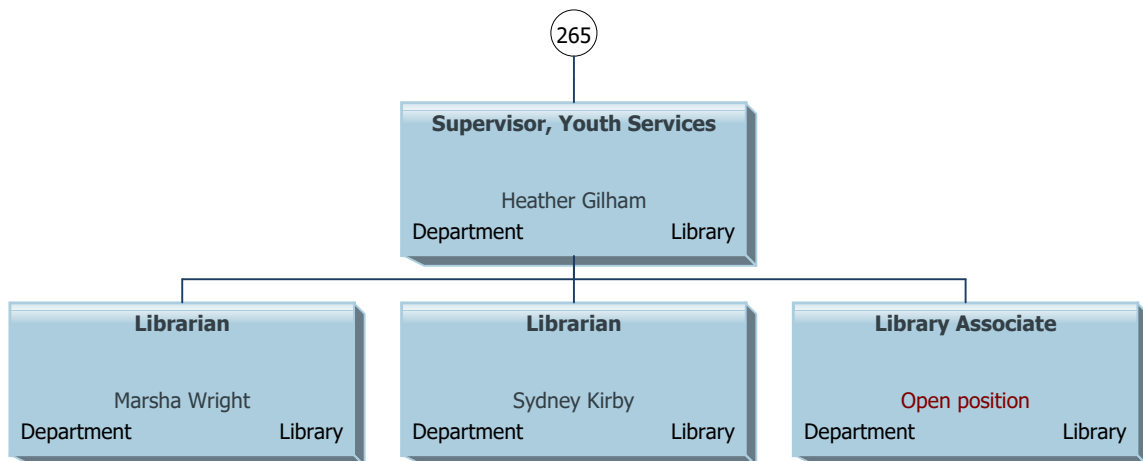 265
Supervisor, Youth Services
Heather Gilham
Department Library
Librarian
Marsha Wright
Department Library
Librarian
Sydney Kirby
Department Library
Library Associate
Open position
Department Library